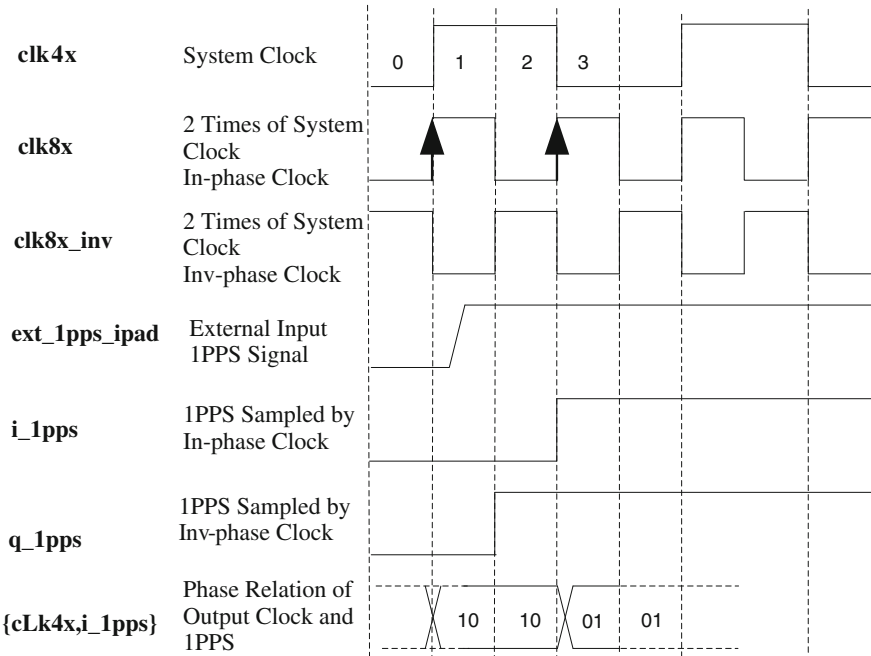 clk4x
System Clock
0 1 2 3
clk8x
2 Times of System
Clock
In-phase Clock
clk8x_inv
2 Times of System
Clock
Inv-phase Clock
ext_1pps_ipad
External Input
1PPS Signal
i_1pps
1PPS Sampled by
In-phase Clock
q_1pps
1PPS Sampled by
Inv-phase Clock
{cLk4x,i_1pps}
Phase Relation of
Output Clock and
1PPS
10 10 01 01